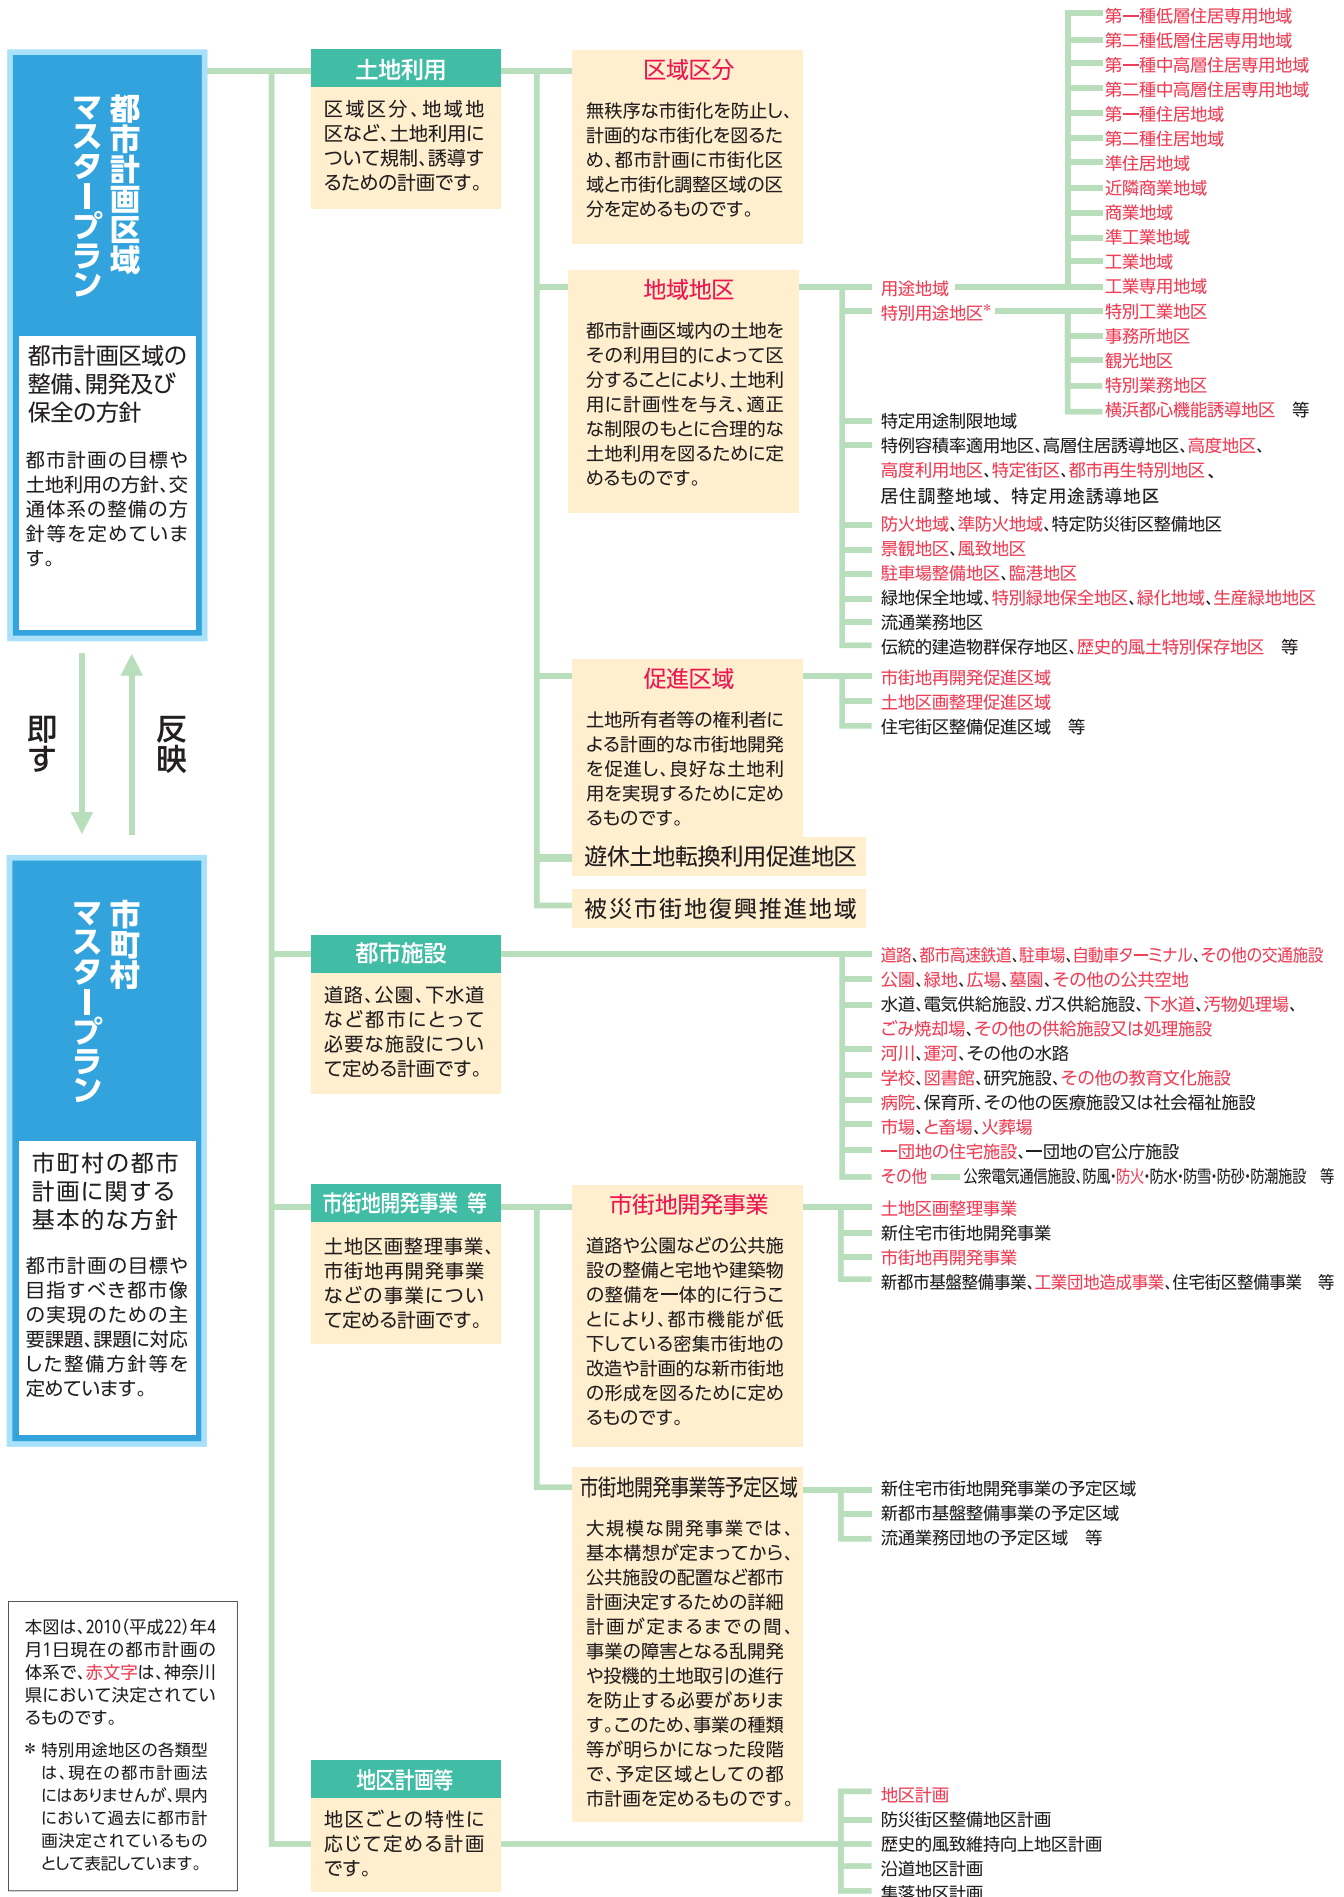 都市計画区域
マスタープラン
都市計画区域の
整備、開発及び
保全の方針
都市計画の目標や
土地利用の方針、交
通体系の整備の方
針等を定めていま
す。
即す
反映
市町村
マスタープラン
市町村の都市
計画に関する
基本的な方針
都市計画の目標や
目指すべき都市像
の実現のための主
要課題、課題に対応
した整備方針等を
定めています。
本図は、2010(平成22)年4
月1日現在の都市計画の
体系で、赤文字は、神奈川
県において決定されてい
るものです。
* 特別用途地区の各類型
は、現在の都市計画法
にはありませんが、県内
において過去に都市計
画決定されているもの
として表記しています。
土地利用
区域区分、地域地
区など、土地利用に
ついて規制、誘導す
るための計画です。
区域区分
無秩序な市街化を防止し、
計画的な市街化を図るた
め、都市計画に市街化区
域と市街化調整区域の区
分を定めるものです。
地域地区
都市計画区域内の土地を
その利用目的によって区
分することにより、土地利
用に計画性を与え、適正
な制限のもとに合理的な
土地利用を図るために定
めるものです。
用途地域
第一種低層住居専用地域
第二種低層住居専用地域
第一種中高層住居専用地域
第二種中高層住居専用地域
第一種住居地域
第二種住居地域
準住居地域
近隣商業地域
商業地域
準工業地域
工業地域
工業専用地域
特別用途地区*
特別工業地区
事務所地区
観光地区
特別業務地区
横浜都心機能誘導地区　等
特定用途制限地域
特例容積率適用地区、高層住居誘導地区、高度地区、
高度利用地区、特定街区、都市再生特別地区、
居住調整地域、特定用途誘導地区
防火地域、準防火地域、特定防災街区整備地区
景観地区、風致地区
駐車場整備地区、臨港地区
緑地保全地域、特別緑地保全地区、緑化地域、生産緑地地区
流通業務地区
伝統的建造物群保存地区、歴史的風土特別保存地区　等
促進区域
土地所有者等の権利者に
よる計画的な市街地開発
を促進し、良好な土地利
用を実現するために定め
るものです。
市街地再開発促進区域
土地区画整理促進区域
住宅街区整備促進区域　等
遊休土地転換利用促進地区
被災市街地復興推進地域
都市施設
道路、公園、下水道
など都市にとって
必要な施設につい
て定める計画です。
道路、都市高速鉄道、駐車場、自動車ターミナル、その他の交通施設
公園、緑地、広場、墓園、その他の公共空地
水道、電気供給施設、ガス供給施設、下水道、汚物処理場、
ごみ焼却場、その他の供給施設又は処理施設
河川、運河、その他の水路
学校、図書館、研究施設、その他の教育文化施設
病院、保育所、その他の医療施設又は社会福祉施設
市場、と畜場、火葬場
一団地の住宅施設、一団地の官公庁施設
その他 公衆電気通信施設、防風・防火・防水・防雪・防砂・防潮施設　等
市街地開発事業 等
土地区画整理事業、
市街地再開発事業
などの事業につい
て定める計画です。
市街地開発事業
道路や公園などの公共施
設の整備と宅地や建築物
の整備を一体的に行うこ
とにより、都市機能が低
下している密集市街地の
改造や計画的な新市街地
の形成を図るために定め
るものです。
土地区画整理事業
新住宅市街地開発事業
市街地再開発事業
新都市基盤整備事業、工業団地造成事業、住宅街区整備事業　等
市街地開発事業等予定区域
大規模な開発事業では、
基本構想が定まってから、
公共施設の配置など都市
計画決定するための詳細
計画が定まるまでの間、
事業の障害となる乱開発
や投機的土地取引の進行
を防止する必要がありま
す。このため、事業の種類
等が明らかになった段階
で、予定区域としての都
市計画を定めるものです。
新住宅市街地開発事業の予定区域
新都市基盤整備事業の予定区域
流通業務団地の予定区域　等
地区計画等
地区ごとの特性に
応じて定める計画
です。
地区計画
防災街区整備地区計画
歴史的風致維持向上地区計画
沿道地区計画
集落地区計画